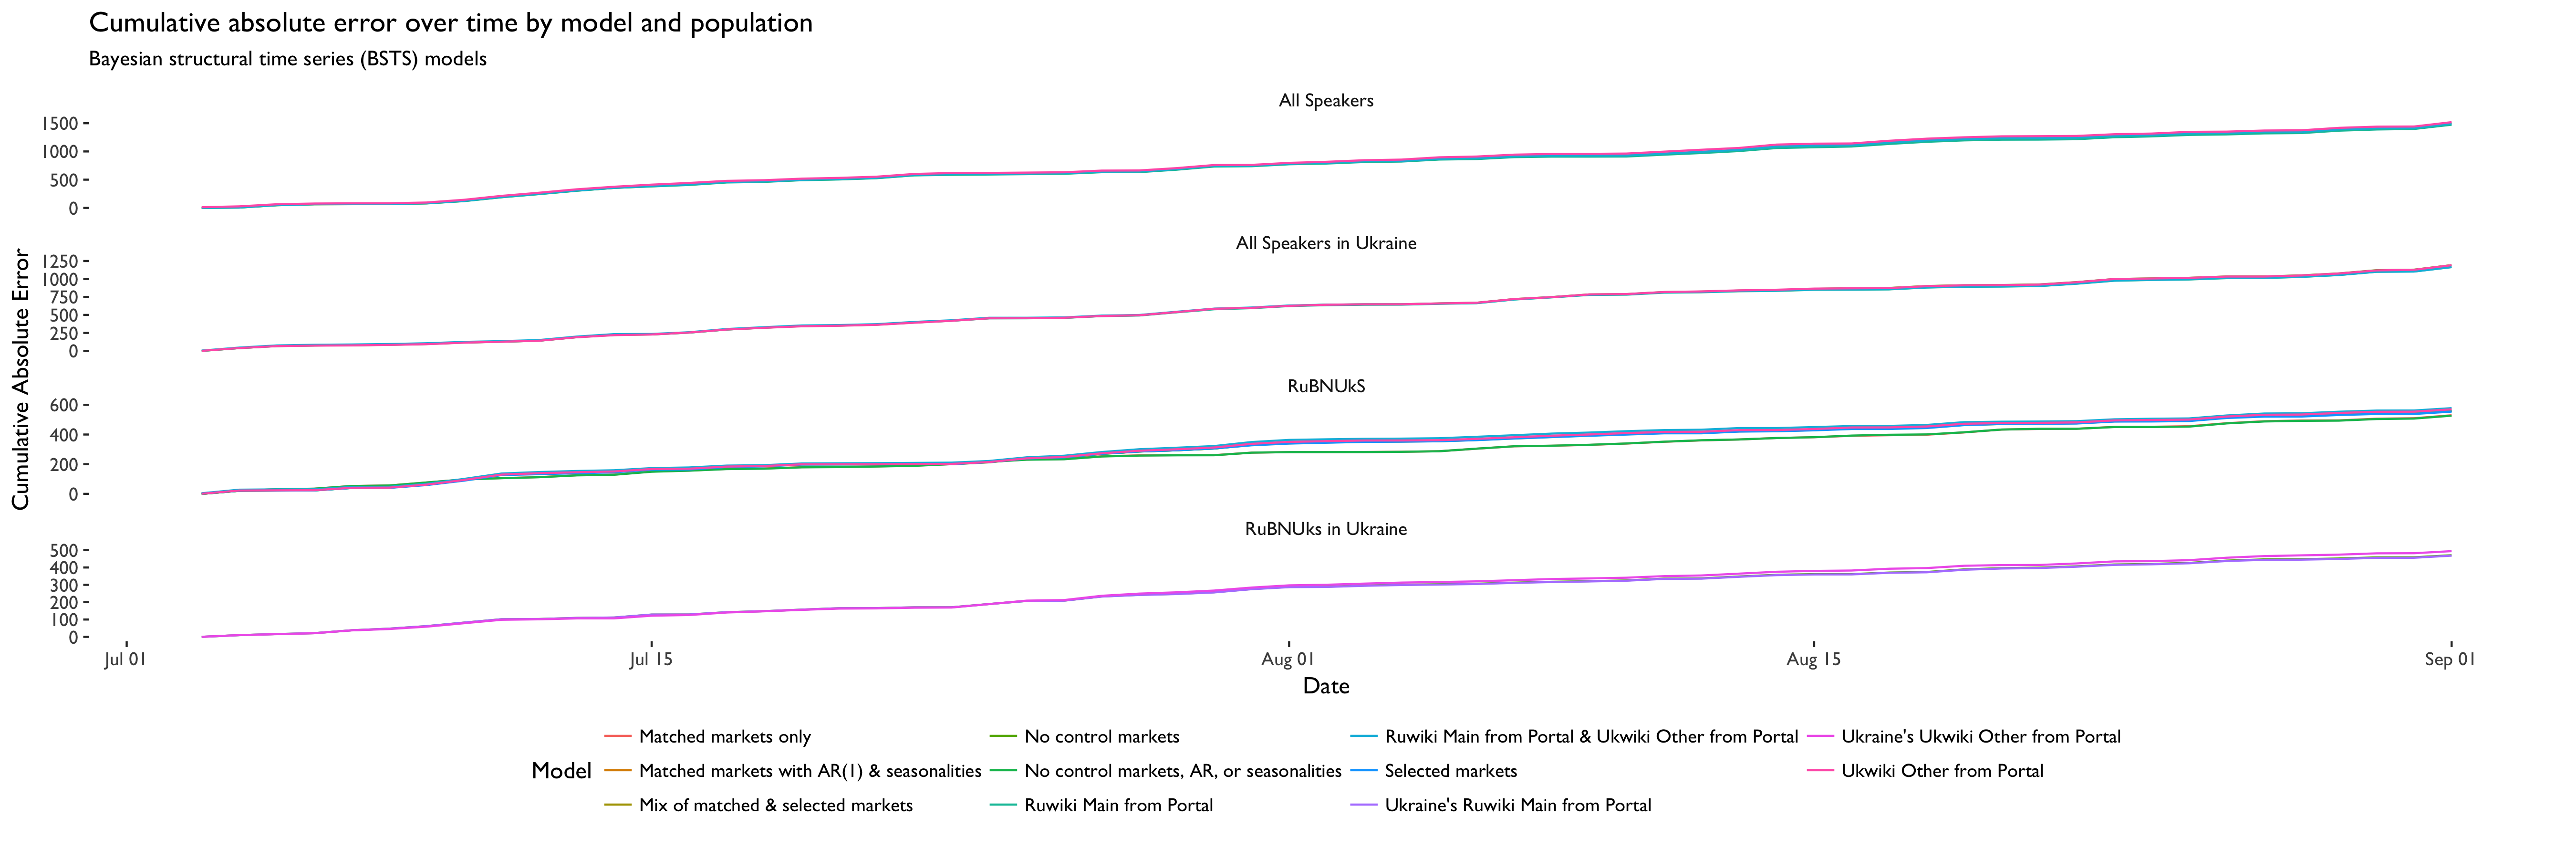 Cumulative absolute error over time by model and population
Bayesian structural time series (BSTS) models
Cumulative Absolute Error
All Speakers
1500
1000
500
0
All Speakers in Ukraine
1250
1000
750
500
250
0
RuBNUkS
600
400
200
0
RuBNUks in Ukraine
500
400
300
200
100
0
Jul 01 Jul 15 Aug 01 Aug 15 Sep 01
Date
Model
Matched markets only
Matched markets with AR(1) & seasonalities
Mix of matched & selected markets
No control markets
No control markets, AR, or seasonalities
Ruwiki Main from Portal
Ruwiki Main from Portal & Ukwiki Other from Portal
Selected markets
Ukraine's Ruwiki Main from Portal
Ukraine's Ukwiki Other from Portal
Ukwiki Other from Portal